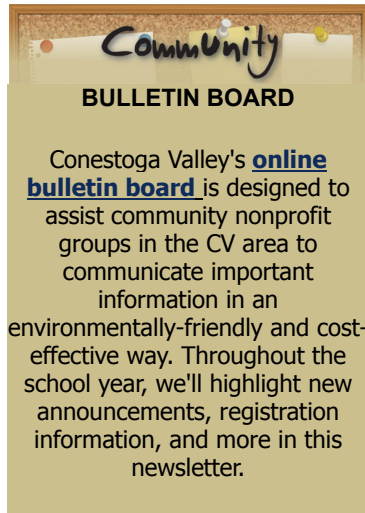 Community
BULLETIN BOARD
Conestoga Valley's online
bulletin board is designed to
assist community nonprofit
groups in the CV area to
communicate important
information in an
environmentally-friendly and cost-
effective way. Throughout the
school year, we'll highlight new
announcements, registration
information, and more in this
newsletter.